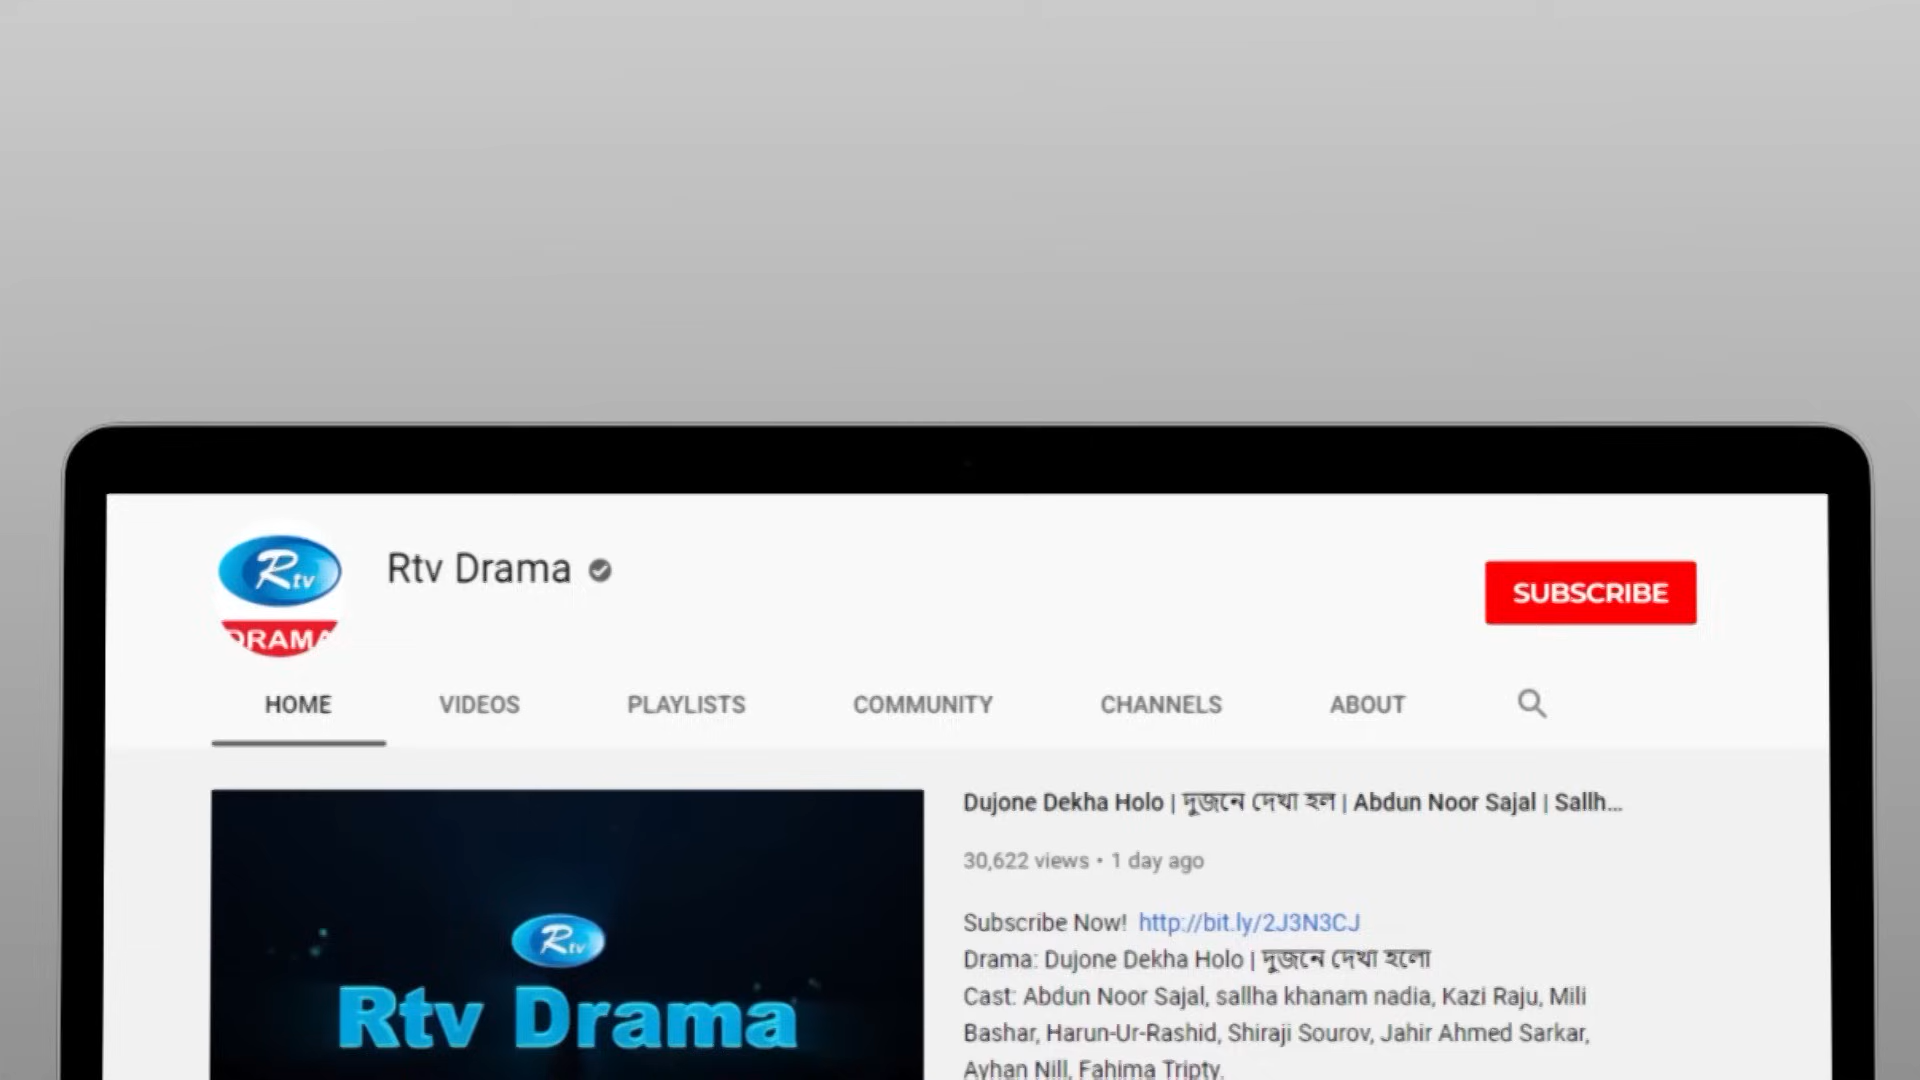 Rtv
DRAMA
Rtv Drama
SUBSCRIBE
HOME VIDEOS PLAYLISTS COMMUNITY CHANNELS ABOUT
Rtv
Rtv Drama
Dujone Dekha Holo | দুজনে দেখা হল | Abdun Noor Sajal | Sallh...
30,622 views • 1 day ago
Subscribe Now! http://bit.ly/2J3N3CJ
Drama: Dujone Dekha Holo | দুজনে দেখা হলো
Cast: Abdun Noor Sajal, sallha khanam nadia, Kazi Raju, Mili
Bashar, Harun-Ur-Rashid, Shiraji Sourov, Jahir Ahmed Sarkar,
Ayhan Nill, Fahima Tripty.